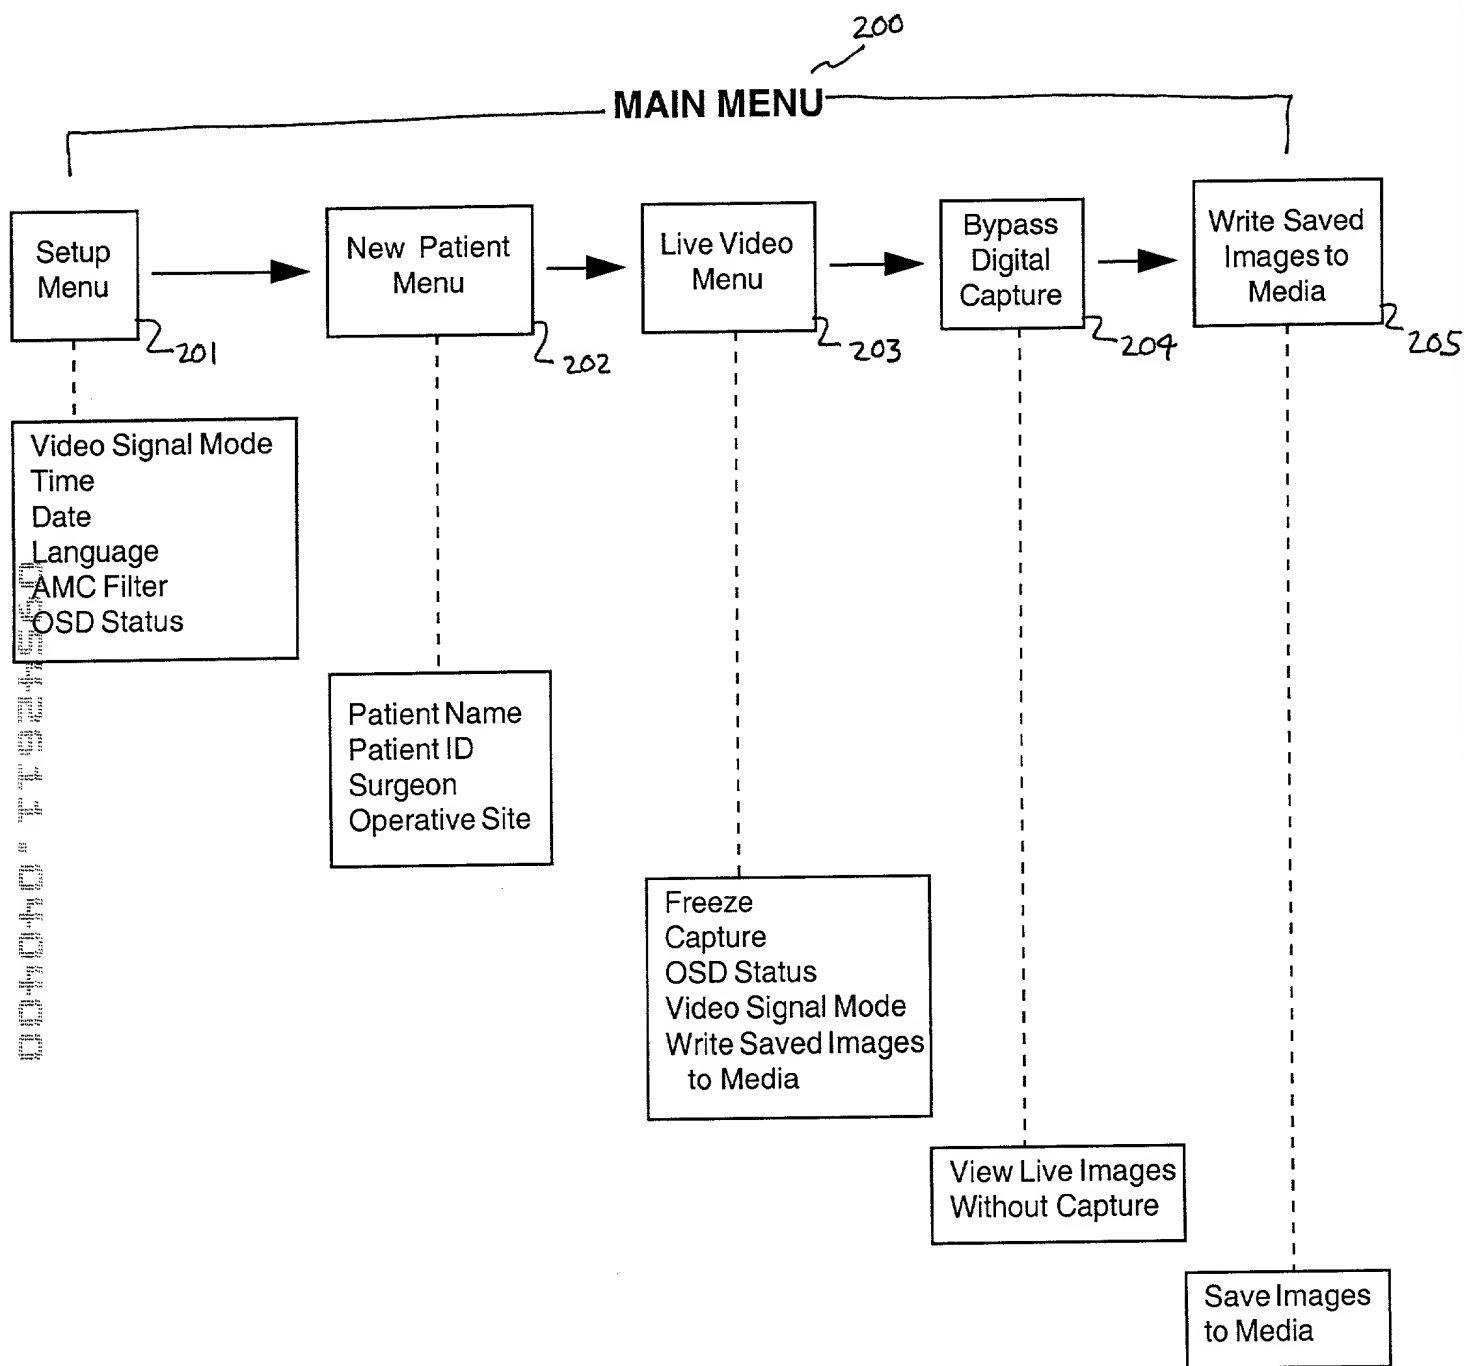 200
MAIN MENU
Setup
Menu
201
New Patient
Menu
202
Live Video
Menu
203
Bypass
Digital
Capture
204
Write Saved
Images to
Media
205
Video Signal Mode
Time
Date
Language
AMC Filter
OSD Status
Patient Name
Patient ID
Surgeon
Operative Site
Freeze
Capture
OSD Status
Video Signal Mode
Write Saved Images
to Media
View Live Images
Without Capture
Save Images
to Media